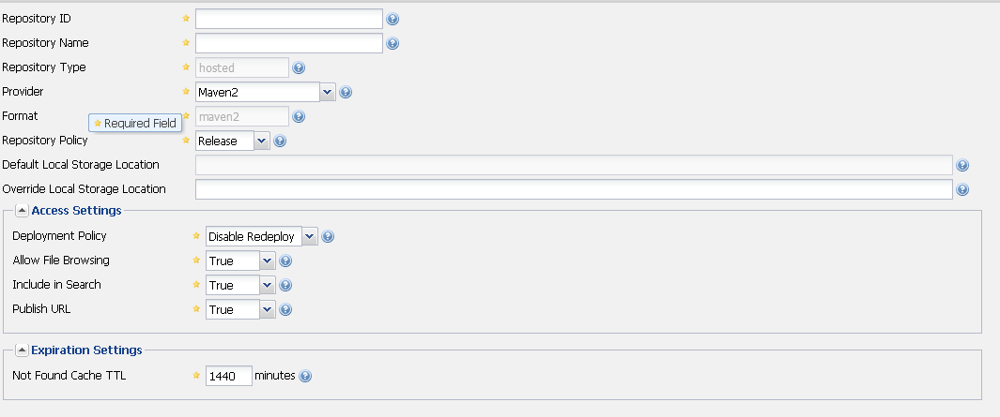 Repository ID
Repository Name
Repository Type hosted
Provider Maven2
Format maven2
Required Field
Repository Policy Release
Default Local Storage Location
Override Local Storage Location
Access Settings
Deployment Policy Disable Redeploy
Allow File Browsing True
Include in Search True
Publish URL True
Expiration Settings
Not Found Cache TTL 1440 minutes